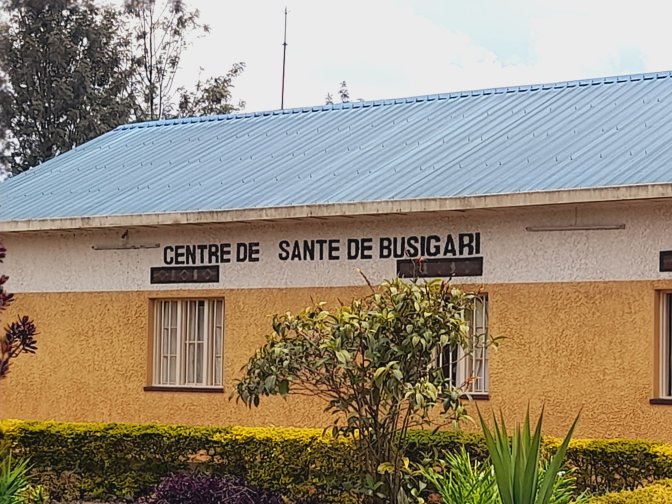 CENTRE DE SANTE DE BUSIGARI